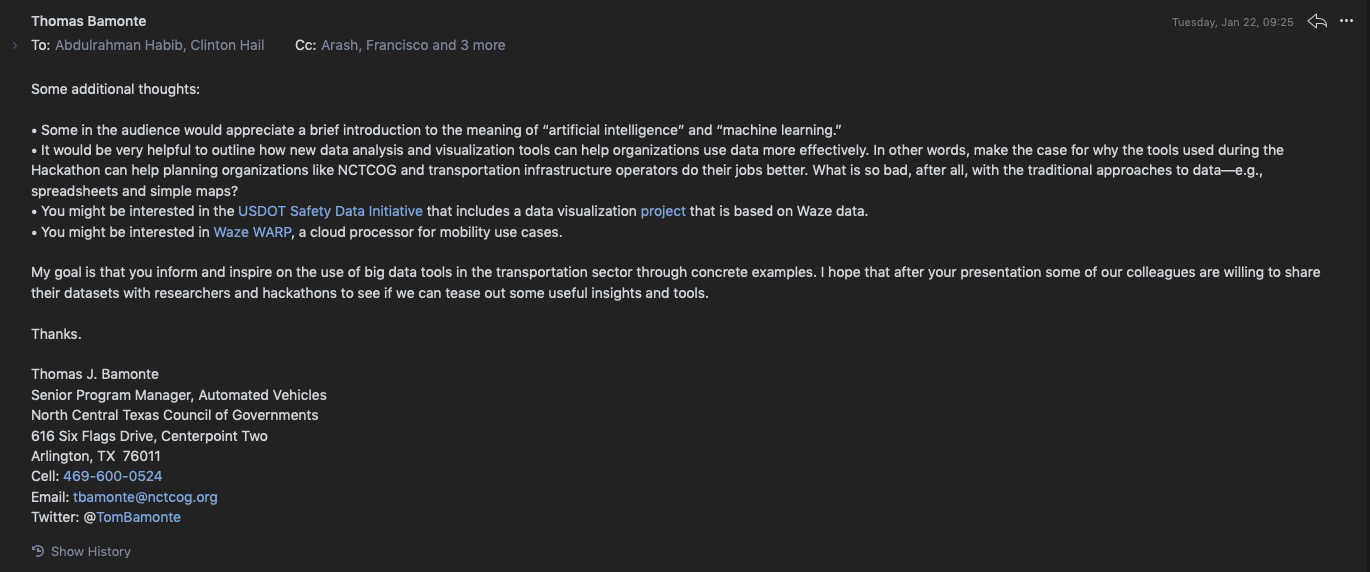 Thomas Bamonte
Tuesday, Jan 22, 09:25
To: Abdulrahman Habib, Clinton Hail Cc: Arash, Francisco and 3 more
Some additional thoughts:
• Some in the audience would appreciate a brief introduction to the meaning of “artificial intelligence” and “machine learning.”
• It would be very helpful to outline how new data analysis and visualization tools can help organizations use data more effectively. In other words, make the case for why the tools used during the
Hackathon can help planning organizations like NCTCOG and transportation infrastructure operators do their jobs better. What is so bad, after all, with the traditional approaches to data—e.g.,
spreadsheets and simple maps?
• You might be interested in the USDOT Safety Data Initiative that includes a data visualization project that is based on Waze data.
• You might be interested in Waze WARP, a cloud processor for mobility use cases.
My goal is that you inform and inspire on the use of big data tools in the transportation sector through concrete examples. I hope that after your presentation some of our colleagues are willing to share
their datasets with researchers and hackathons to see if we can tease out some useful insights and tools.
Thanks.
Thomas J. Bamonte
Senior Program Manager, Automated Vehicles
North Central Texas Council of Governments
616 Six Flags Drive, Centerpoint Two
Arlington, TX  76011
Cell: 469-600-0524
Email: tbamonte@nctcog.org
Twitter: @TomBamonte
Show History